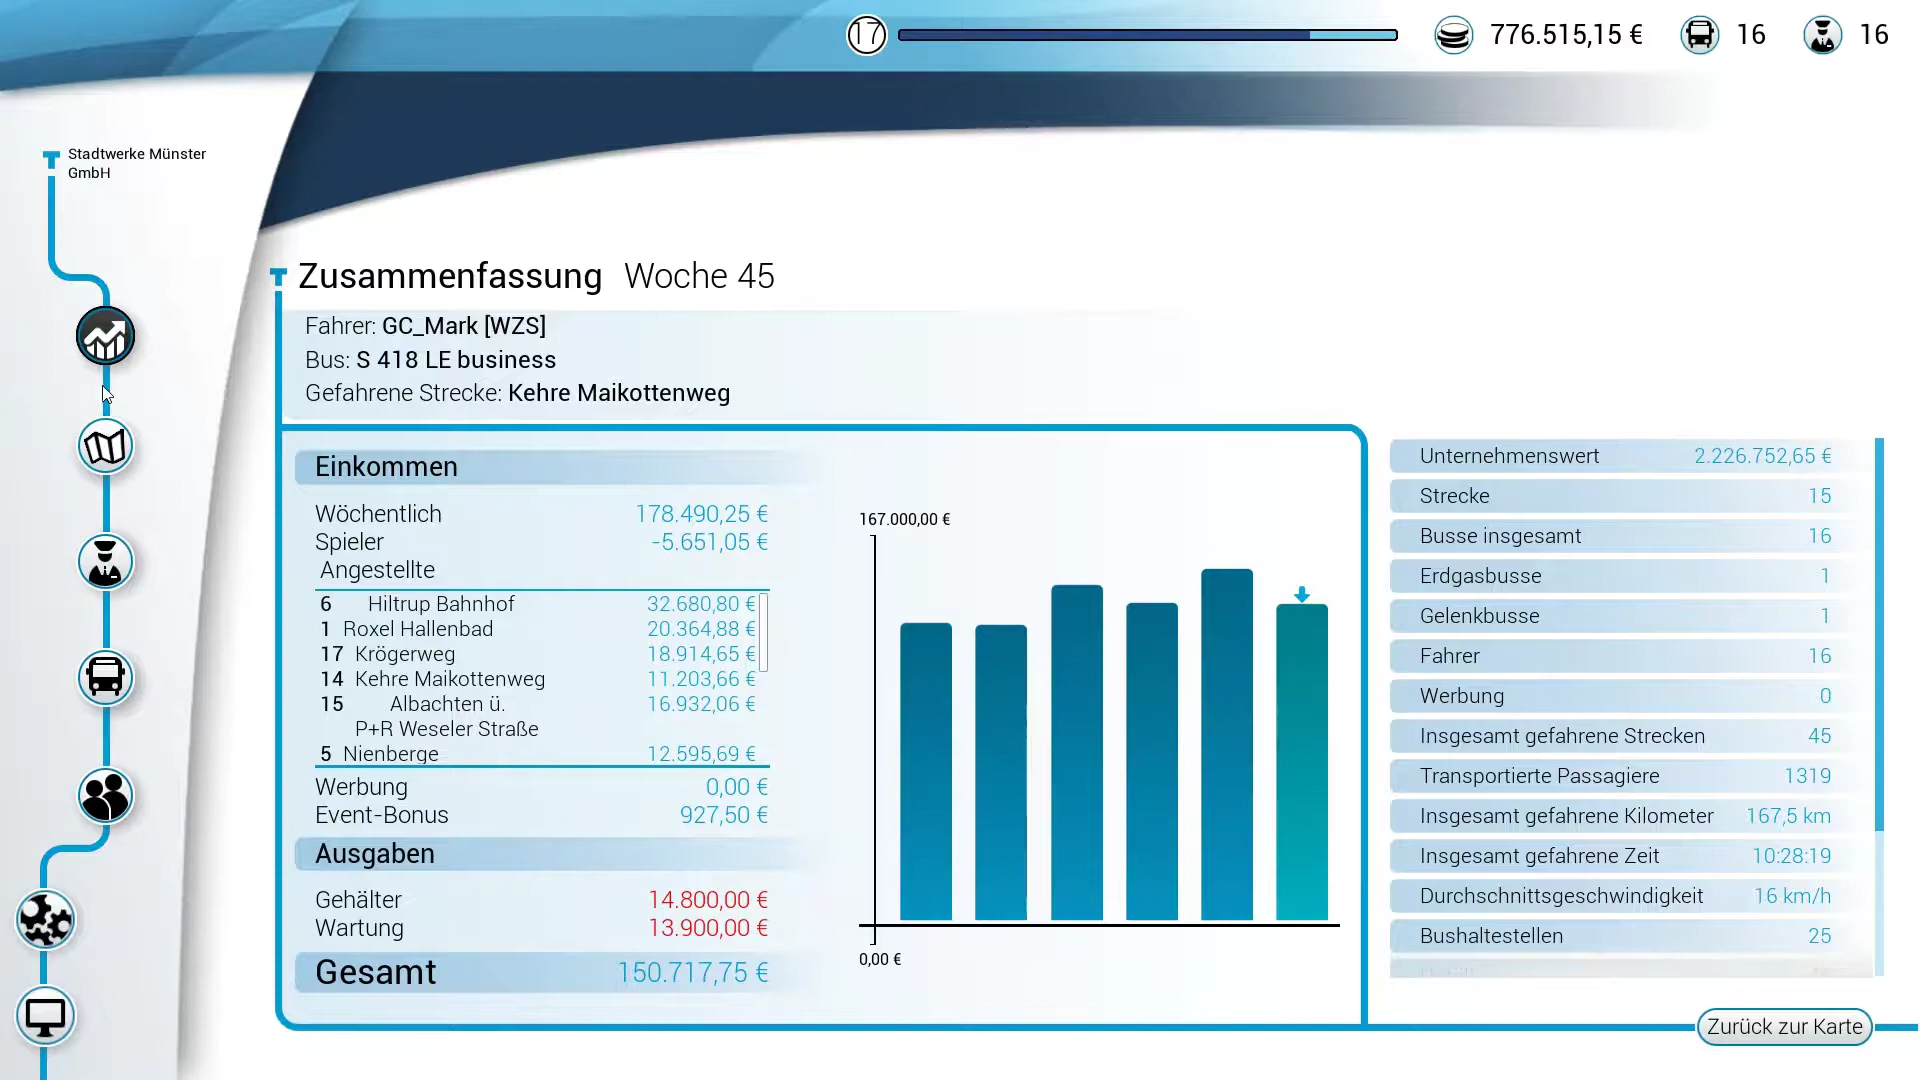 17
776.515,15 €
16
16
Stadtwerke Münster
GmbH
Zusammenfassung Woche 45
Fahrer: GC_Mark [WZS]
Bus: S 418 LE business
Gefahrene Strecke: Kehre Maikottenweg
Einkommen
Wöchentlich 178.490,25 €
Spieler -5.651,05 €
Angestellte
6 Hiltrup Bahnhof 32.680,80 €
1 Roxel Hallenbad 20.364,88 €
17 Krögerweg 18.914,65 €
14 Kehre Maikottenweg 11.203,66 €
15 Albachten ü. 16.932,06 €
P+R Weseler Straße
5 Nienberge 12.595,69 €
Werbung 0,00 €
Event-Bonus 927,50 €
Ausgaben
Gehälter 14.800,00 €
Wartung 13.900,00 €
Gesamt 150.717,75 €
167.000,00 €
0,00 €
Unternehmenswert 2.226.752,65 €
Strecke 15
Busse insgesamt 16
Erdgasbusse 1
Gelenkbusse 1
Fahrer 16
Werbung 0
Insgesamt gefahrene Strecken 45
Transportierte Passagiere 1319
Insgesamt gefahrene Kilometer 167,5 km
Insgesamt gefahrene Zeit 10:28:19
Durchschnittsgeschwindigkeit 16 km/h
Bushaltestellen 25
Zurück zur Karte